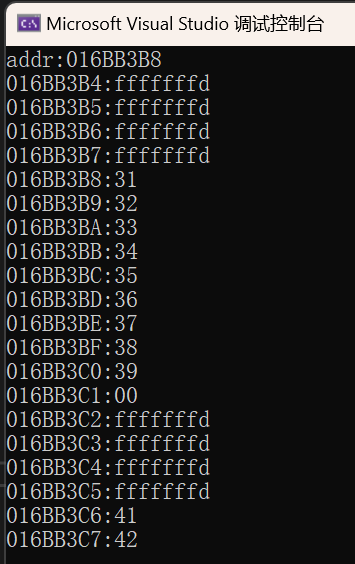 C:\
Microsoft Visual Studio 调试控制台
addr:016BB3B8
016BB3B4:fffffffd
016BB3B5:fffffffd
016BB3B6:fffffffd
016BB3B7:fffffffd
016BB3B8:31
016BB3B9:32
016BB3BA:33
016BB3BB:34
016BB3BC:35
016BB3BD:36
016BB3BE:37
016BB3BF:38
016BB3C0:39
016BB3C1:00
016BB3C2:fffffffd
016BB3C3:fffffffd
016BB3C4:fffffffd
016BB3C5:fffffffd
016BB3C6:41
016BB3C7:42